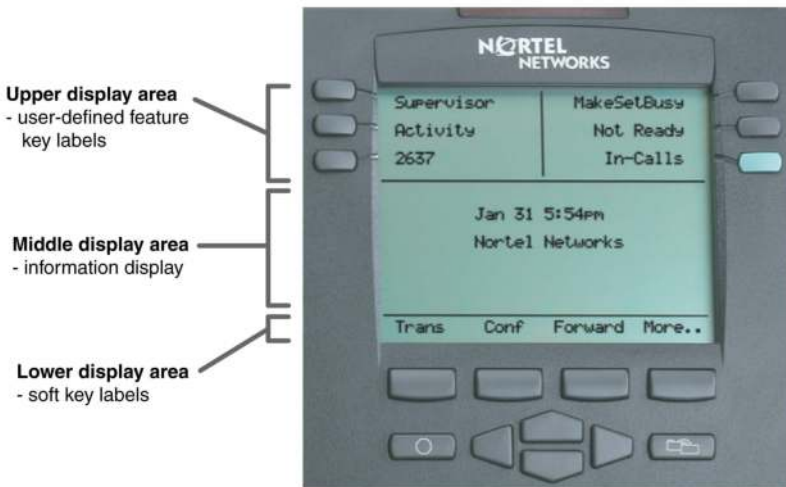 Upper display area
- user-defined feature
key labels
Middle display area
- information display
Lower display area
- soft key labels
NORTEL
NETWORKS
Supervisor MakeSetBusy
Activity Not Ready
2637 In-Calls
Jan 31 5:54pm
Nortel Networks
Trans Conf Forward More..